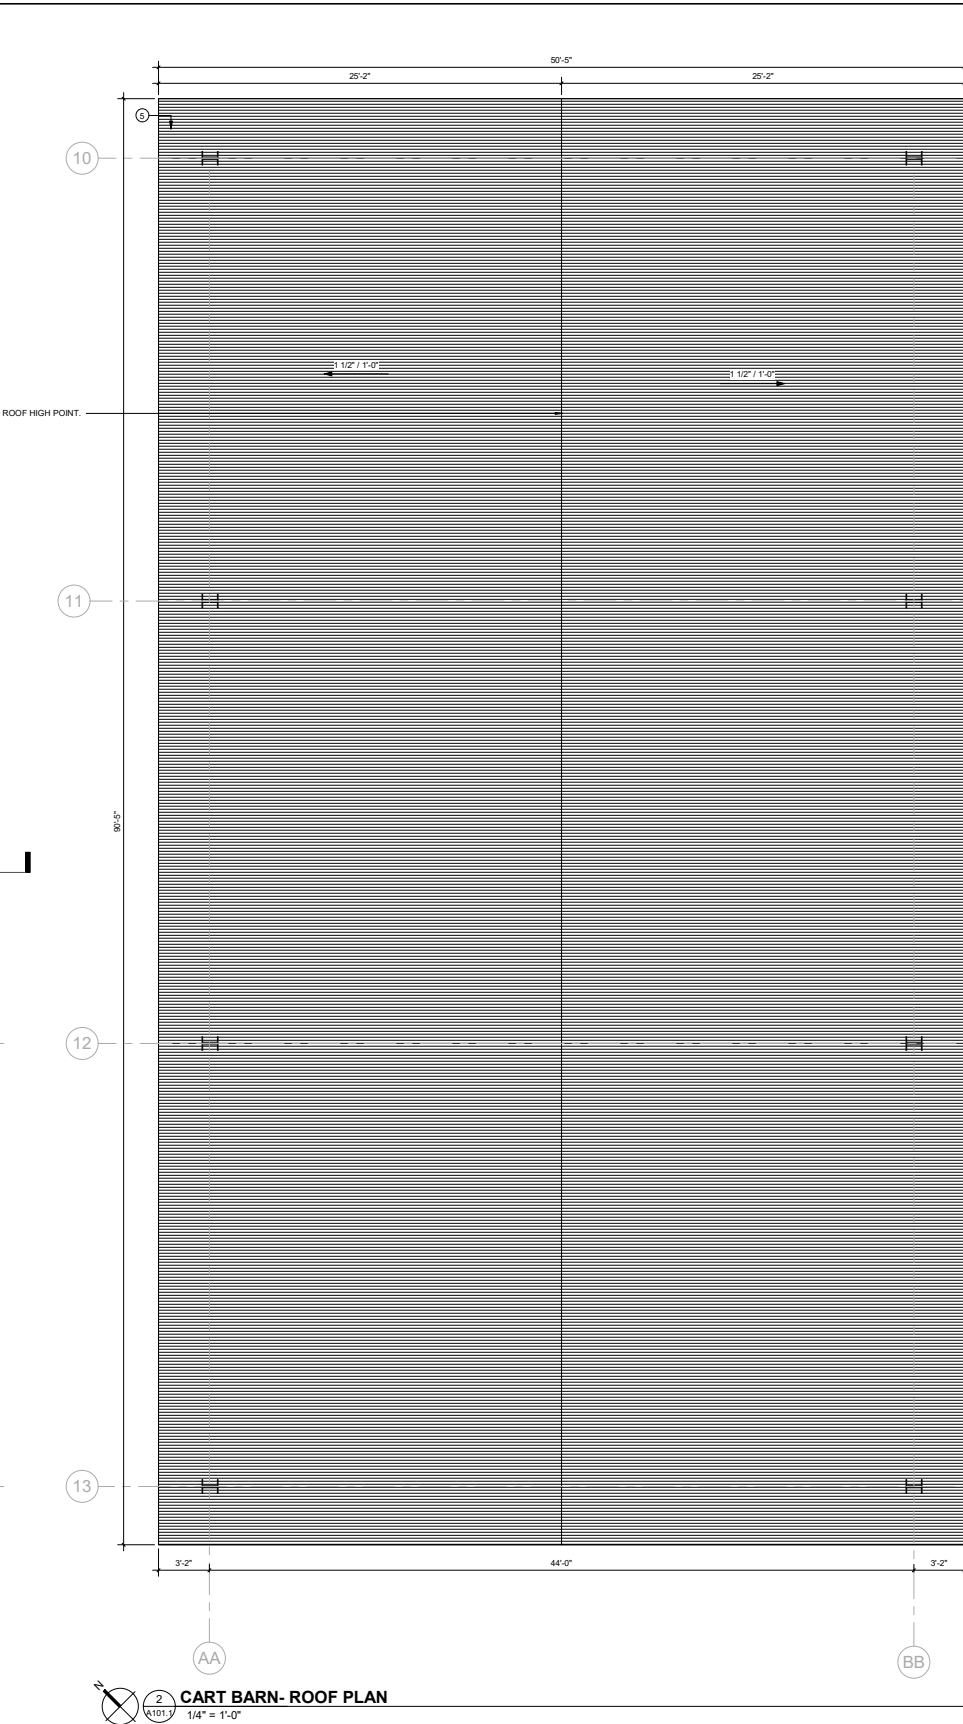 50'-5"
25'-2" 25'-2"
5
10
1 1/2" / 1'-0"
1 1/2" / 1'-0"
ROOF HIGH POINT.
11
90'-5"
12
13
3'-2" 44'-0" 3'-2"
AA
BB
N
2 CART BARN- ROOF PLAN
A101.1 1/4" = 1'-0"